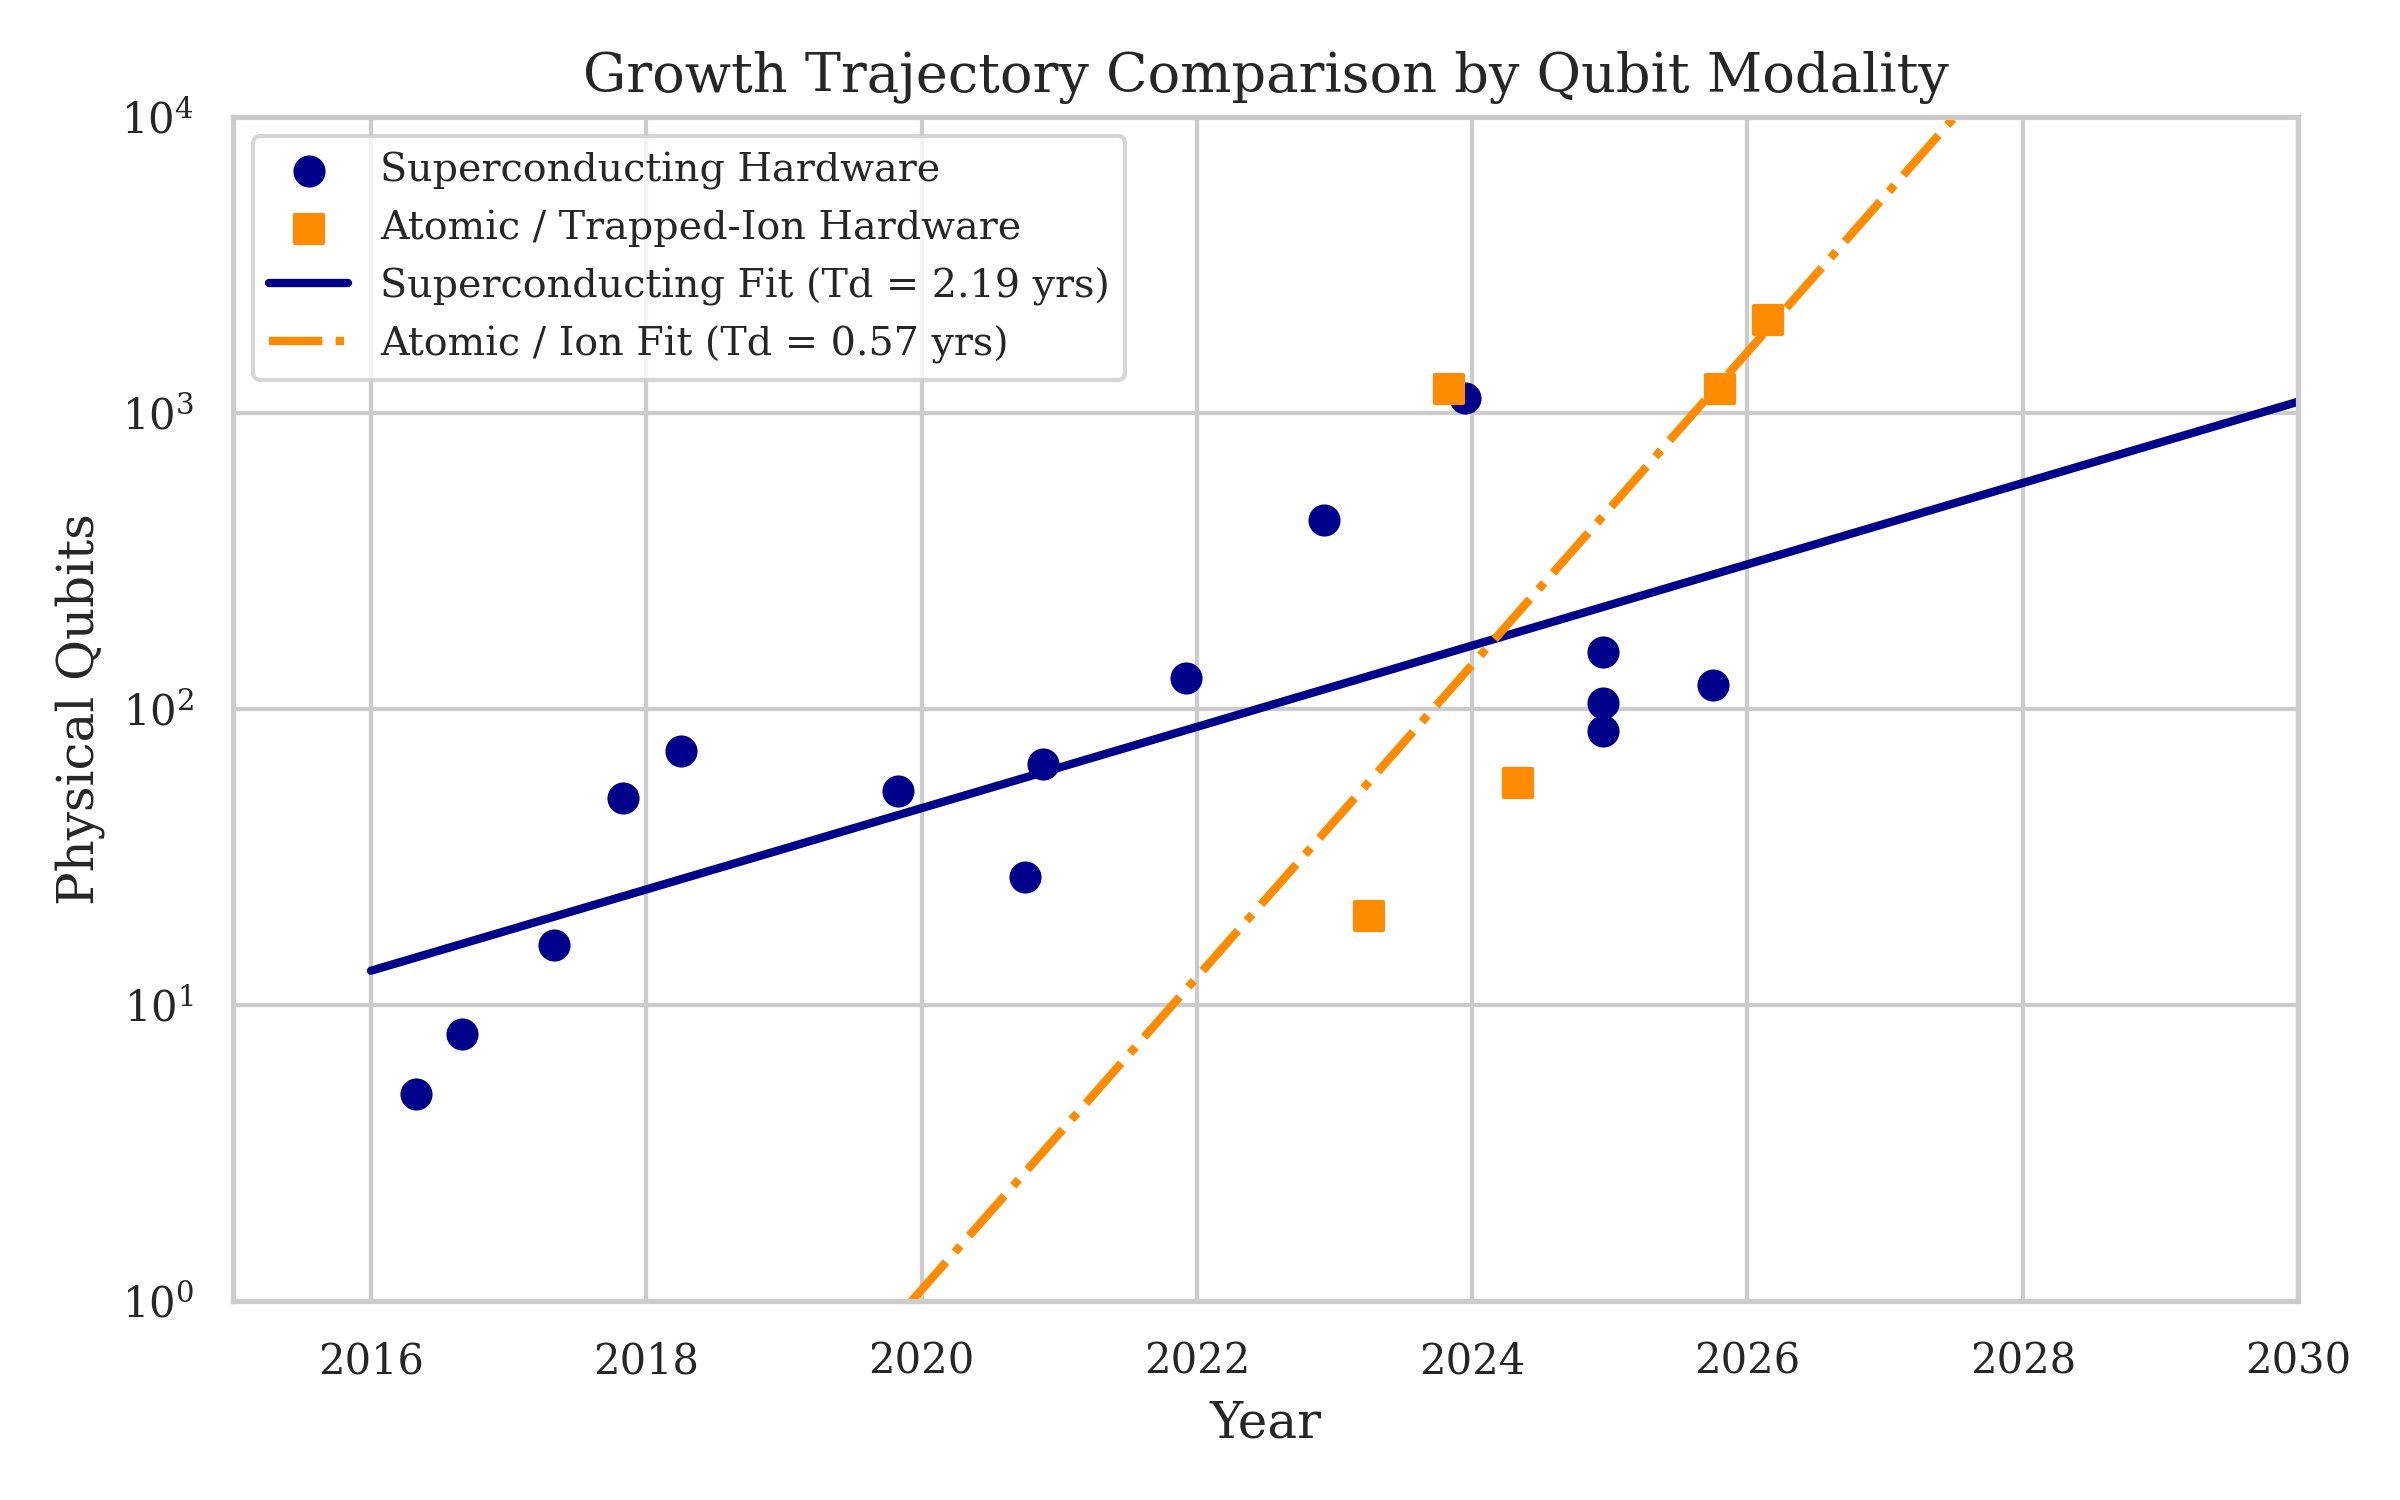 Growth Trajectory Comparison by Qubit Modality
10⁴
10³
10²
10¹
10⁰
Physical Qubits
Superconducting Hardware
Atomic / Trapped-Ion Hardware
Superconducting Fit (Td = 2.19 yrs)
Atomic / Ion Fit (Td = 0.57 yrs)
2016 2018 2020 2022 2024 2026 2028 2030
Year